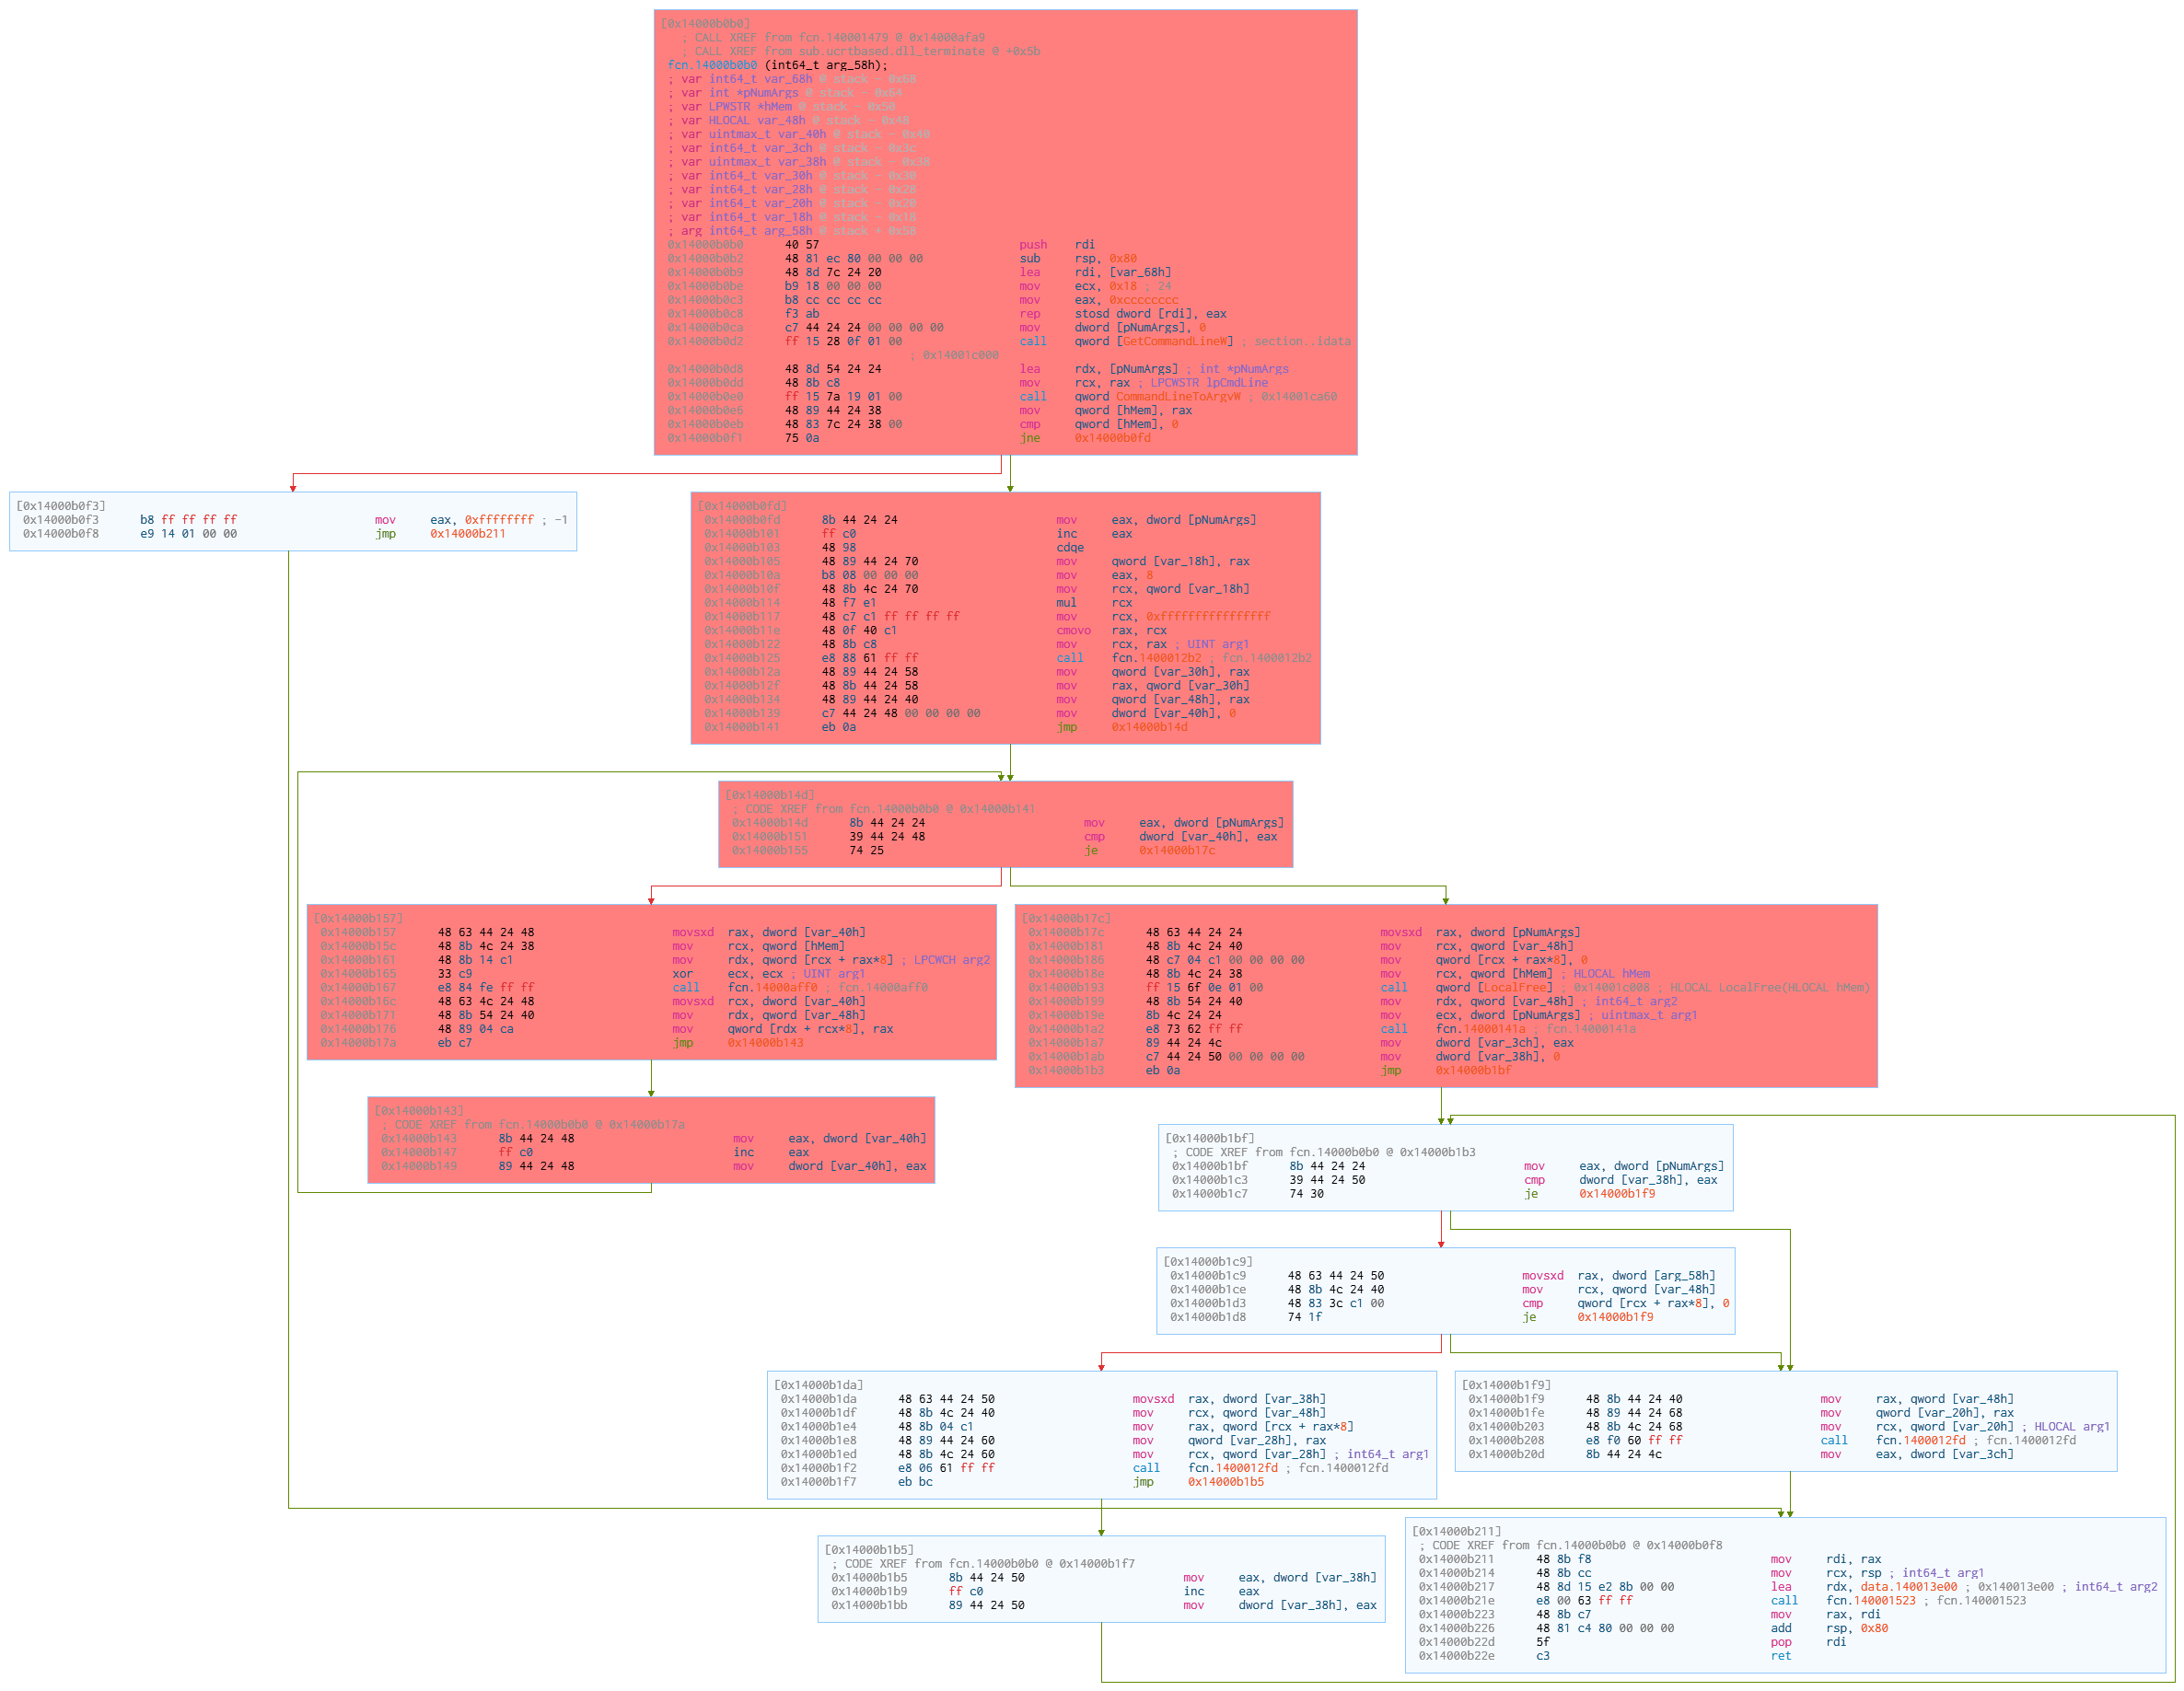 [0x14000b0b0]
; CALL XREF from fcn.140001479 @ 0x14000afa9
; CALL XREF from sub.ucrtbased.dll_terminate @ +0x5b
fcn.14000b0b0 (int64_t arg_58h);
; var int64_t var_68h @ stack - 0x68
; var int *pNumArgs @ stack - 0x64
; var LPWSTR *hMem @ stack - 0x50
; var HLOCAL var_48h @ stack - 0x48
; var uintmax_t var_40h @ stack - 0x40
; var int64_t var_3ch @ stack - 0x3c
; var uintmax_t var_38h @ stack - 0x38
; var int64_t var_30h @ stack - 0x30
; var int64_t var_28h @ stack - 0x28
; var int64_t var_20h @ stack - 0x20
; var int64_t var_18h @ stack - 0x18
; arg int64_t arg_58h @ stack + 0x58
0x14000b0b0 40 57 push rdi
0x14000b0b2 48 81 ec 80 00 00 00 sub rsp, 0x80
0x14000b0b9 48 8d 7c 24 20 lea rdi, [var_68h]
0x14000b0be b9 18 00 00 00 mov ecx, 0x18 ; 24
0x14000b0c3 b8 cc cc cc cc mov eax, 0xcccccccc
0x14000b0c8 f3 ab rep stosd dword [rdi], eax
0x14000b0ca c7 44 24 24 00 00 00 00 mov dword [pNumArgs], 0
0x14000b0d2 ff 15 28 0f 01 00 call qword [GetCommandLineW] ; section..idata
; 0x14001c000
0x14000b0d8 48 8d 54 24 24 lea rdx, [pNumArgs] ; int *pNumArgs
0x14000b0dd 48 8b c8 mov rcx, rax ; LPCWSTR lpCmdLine
0x14000b0e0 ff 15 7a 19 01 00 call qword CommandLineToArgvW ; 0x14001ca60
0x14000b0e6 48 89 44 24 38 mov qword [hMem], rax
0x14000b0eb 48 83 7c 24 38 00 cmp qword [hMem], 0
0x14000b0f1 75 0a jne 0x14000b0fd
[0x14000b0f3]
0x14000b0f3 b8 ff ff ff ff mov eax, 0xffffffff ; -1
0x14000b0f8 e9 14 01 00 00 jmp 0x14000b211
[0x14000b0fd]
0x14000b0fd 8b 44 24 24 mov eax, dword [pNumArgs]
0x14000b101 ff c0 inc eax
0x14000b103 48 98 cdqe
0x14000b105 48 89 44 24 70 mov qword [var_18h], rax
0x14000b10a b8 08 00 00 00 mov eax, 8
0x14000b10f 48 8b 4c 24 70 mov rcx, qword [var_18h]
0x14000b114 48 f7 e1 mul rcx
0x14000b117 48 c7 c1 ff ff ff ff mov rcx, 0xffffffffffffffff
0x14000b11e 48 0f 40 c1 cmovo rax, rcx
0x14000b122 48 8b c8 mov rcx, rax ; UINT arg1
0x14000b125 e8 88 61 ff ff call fcn.1400012b2 ; fcn.1400012b2
0x14000b12a 48 89 44 24 58 mov qword [var_30h], rax
0x14000b12f 48 8b 44 24 58 mov rax, qword [var_30h]
0x14000b134 48 89 44 24 40 mov qword [var_48h], rax
0x14000b139 c7 44 24 48 00 00 00 00 mov dword [var_40h], 0
0x14000b141 eb 0a jmp 0x14000b14d
[0x14000b14d]
; CODE XREF from fcn.14000b0b0 @ 0x14000b141
0x14000b14d 8b 44 24 24 mov eax, dword [pNumArgs]
0x14000b151 39 44 24 48 cmp dword [var_40h], eax
0x14000b155 74 25 je 0x14000b17c
[0x14000b157]
0x14000b157 48 63 44 24 48 movsxd rax, dword [var_40h]
0x14000b15c 48 8b 4c 24 38 mov rcx, qword [hMem]
0x14000b161 48 8b 14 c1 mov rdx, qword [rcx + rax*8] ; LPCWCH arg2
0x14000b165 33 c9 xor ecx, ecx ; UINT arg1
0x14000b167 e8 84 fe ff ff call fcn.14000aff0 ; fcn.14000aff0
0x14000b16c 48 63 4c 24 48 movsxd rcx, dword [var_40h]
0x14000b171 48 8b 54 24 40 mov rdx, qword [var_48h]
0x14000b176 48 89 04 ca mov qword [rdx + rcx*8], rax
0x14000b17a eb c7 jmp 0x14000b143
[0x14000b17c]
0x14000b17c 48 63 44 24 24 movsxd rax, dword [pNumArgs]
0x14000b181 48 8b 4c 24 40 mov rcx, qword [var_48h]
0x14000b186 48 c7 04 c1 00 00 00 00 mov qword [rcx + rax*8], 0
0x14000b18e 48 8b 4c 24 38 mov rcx, qword [hMem] ; HLOCAL hMem
0x14000b193 ff 15 6f 0e 01 00 call qword [LocalFree] ; 0x14001c008 ; HLOCAL LocalFree(HLOCAL hMem)
0x14000b199 48 8b 54 24 40 mov rdx, qword [var_48h] ; int64_t arg2
0x14000b19e 8b 4c 24 24 mov ecx, dword [pNumArgs] ; uintmax_t arg1
0x14000b1a2 e8 73 62 ff ff call fcn.14000141a ; fcn.14000141a
0x14000b1a7 89 44 24 4c mov dword [var_3ch], eax
0x14000b1ab c7 44 24 50 00 00 00 00 mov dword [var_38h], 0
0x14000b1b3 eb 0a jmp 0x14000b1bf
[0x14000b143]
; CODE XREF from fcn.14000b0b0 @ 0x14000b17a
0x14000b143 8b 44 24 48 mov eax, dword [var_40h]
0x14000b147 ff c0 inc eax
0x14000b149 89 44 24 48 mov dword [var_40h], eax
[0x14000b1bf]
; CODE XREF from fcn.14000b0b0 @ 0x14000b1b3
0x14000b1bf 8b 44 24 24 mov eax, dword [pNumArgs]
0x14000b1c3 39 44 24 50 cmp dword [var_38h], eax
0x14000b1c7 74 30 je 0x14000b1f9
[0x14000b1c9]
0x14000b1c9 48 63 44 24 50 movsxd rax, dword [arg_58h]
0x14000b1ce 48 8b 4c 24 40 mov rcx, qword [var_48h]
0x14000b1d3 48 83 3c c1 00 cmp qword [rcx + rax*8], 0
0x14000b1d8 74 1f je 0x14000b1f9
[0x14000b1da]
0x14000b1da 48 63 44 24 50 movsxd rax, dword [var_38h]
0x14000b1df 48 8b 4c 24 40 mov rcx, qword [var_48h]
0x14000b1e4 48 8b 04 c1 mov rax, qword [rcx + rax*8]
0x14000b1e8 48 89 44 24 60 mov qword [var_28h], rax
0x14000b1ed 48 8b 4c 24 60 mov rcx, qword [var_28h] ; int64_t arg1
0x14000b1f2 e8 06 61 ff ff call fcn.1400012fd ; fcn.1400012fd
0x14000b1f7 eb bc jmp 0x14000b1b5
[0x14000b1f9]
0x14000b1f9 48 8b 44 24 40 mov rax, qword [var_48h]
0x14000b1fe 48 89 44 24 68 mov qword [var_20h], rax
0x14000b203 48 8b 4c 24 68 mov rcx, qword [var_20h] ; HLOCAL arg1
0x14000b208 e8 f0 60 ff ff call fcn.1400012fd ; fcn.1400012fd
0x14000b20d 8b 44 24 4c mov eax, dword [var_3ch]
[0x14000b1b5]
; CODE XREF from fcn.14000b0b0 @ 0x14000b1f7
0x14000b1b5 8b 44 24 50 mov eax, dword [var_38h]
0x14000b1b9 ff c0 inc eax
0x14000b1bb 89 44 24 50 mov dword [var_38h], eax
[0x14000b211]
; CODE XREF from fcn.14000b0b0 @ 0x14000b0f8
0x14000b211 48 8b f8 mov rdi, rax
0x14000b214 48 8b cc mov rcx, rsp ; int64_t arg1
0x14000b217 48 8d 15 e2 8b 00 00 lea rdx, data.140013e00 ; 0x140013e00 ; int64_t arg2
0x14000b21e e8 00 63 ff ff call fcn.140001523 ; fcn.140001523
0x14000b223 48 8b c7 mov rax, rdi
0x14000b226 48 81 c4 80 00 00 00 add rsp, 0x80
0x14000b22d 5f pop rdi
0x14000b22e c3 ret